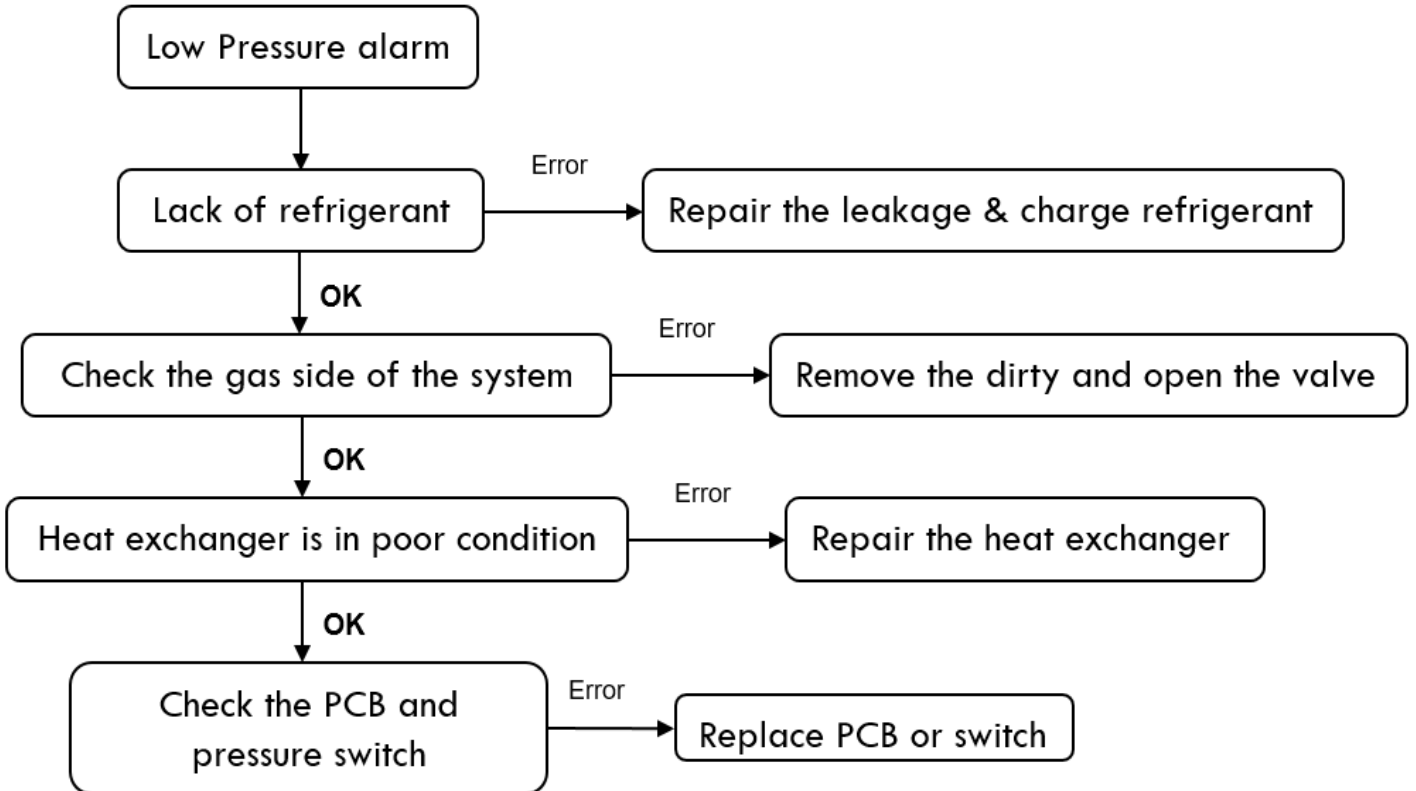 Low Pressure alarm
Error
Lack of refrigerant
Repair the leakage & charge refrigerant
OK
Error
Check the gas side of the system
Remove the dirty and open the valve
OK
Error
Heat exchanger is in poor condition
Repair the heat exchanger
OK
Error
Check the PCB and
pressure switch
Replace PCB or switch